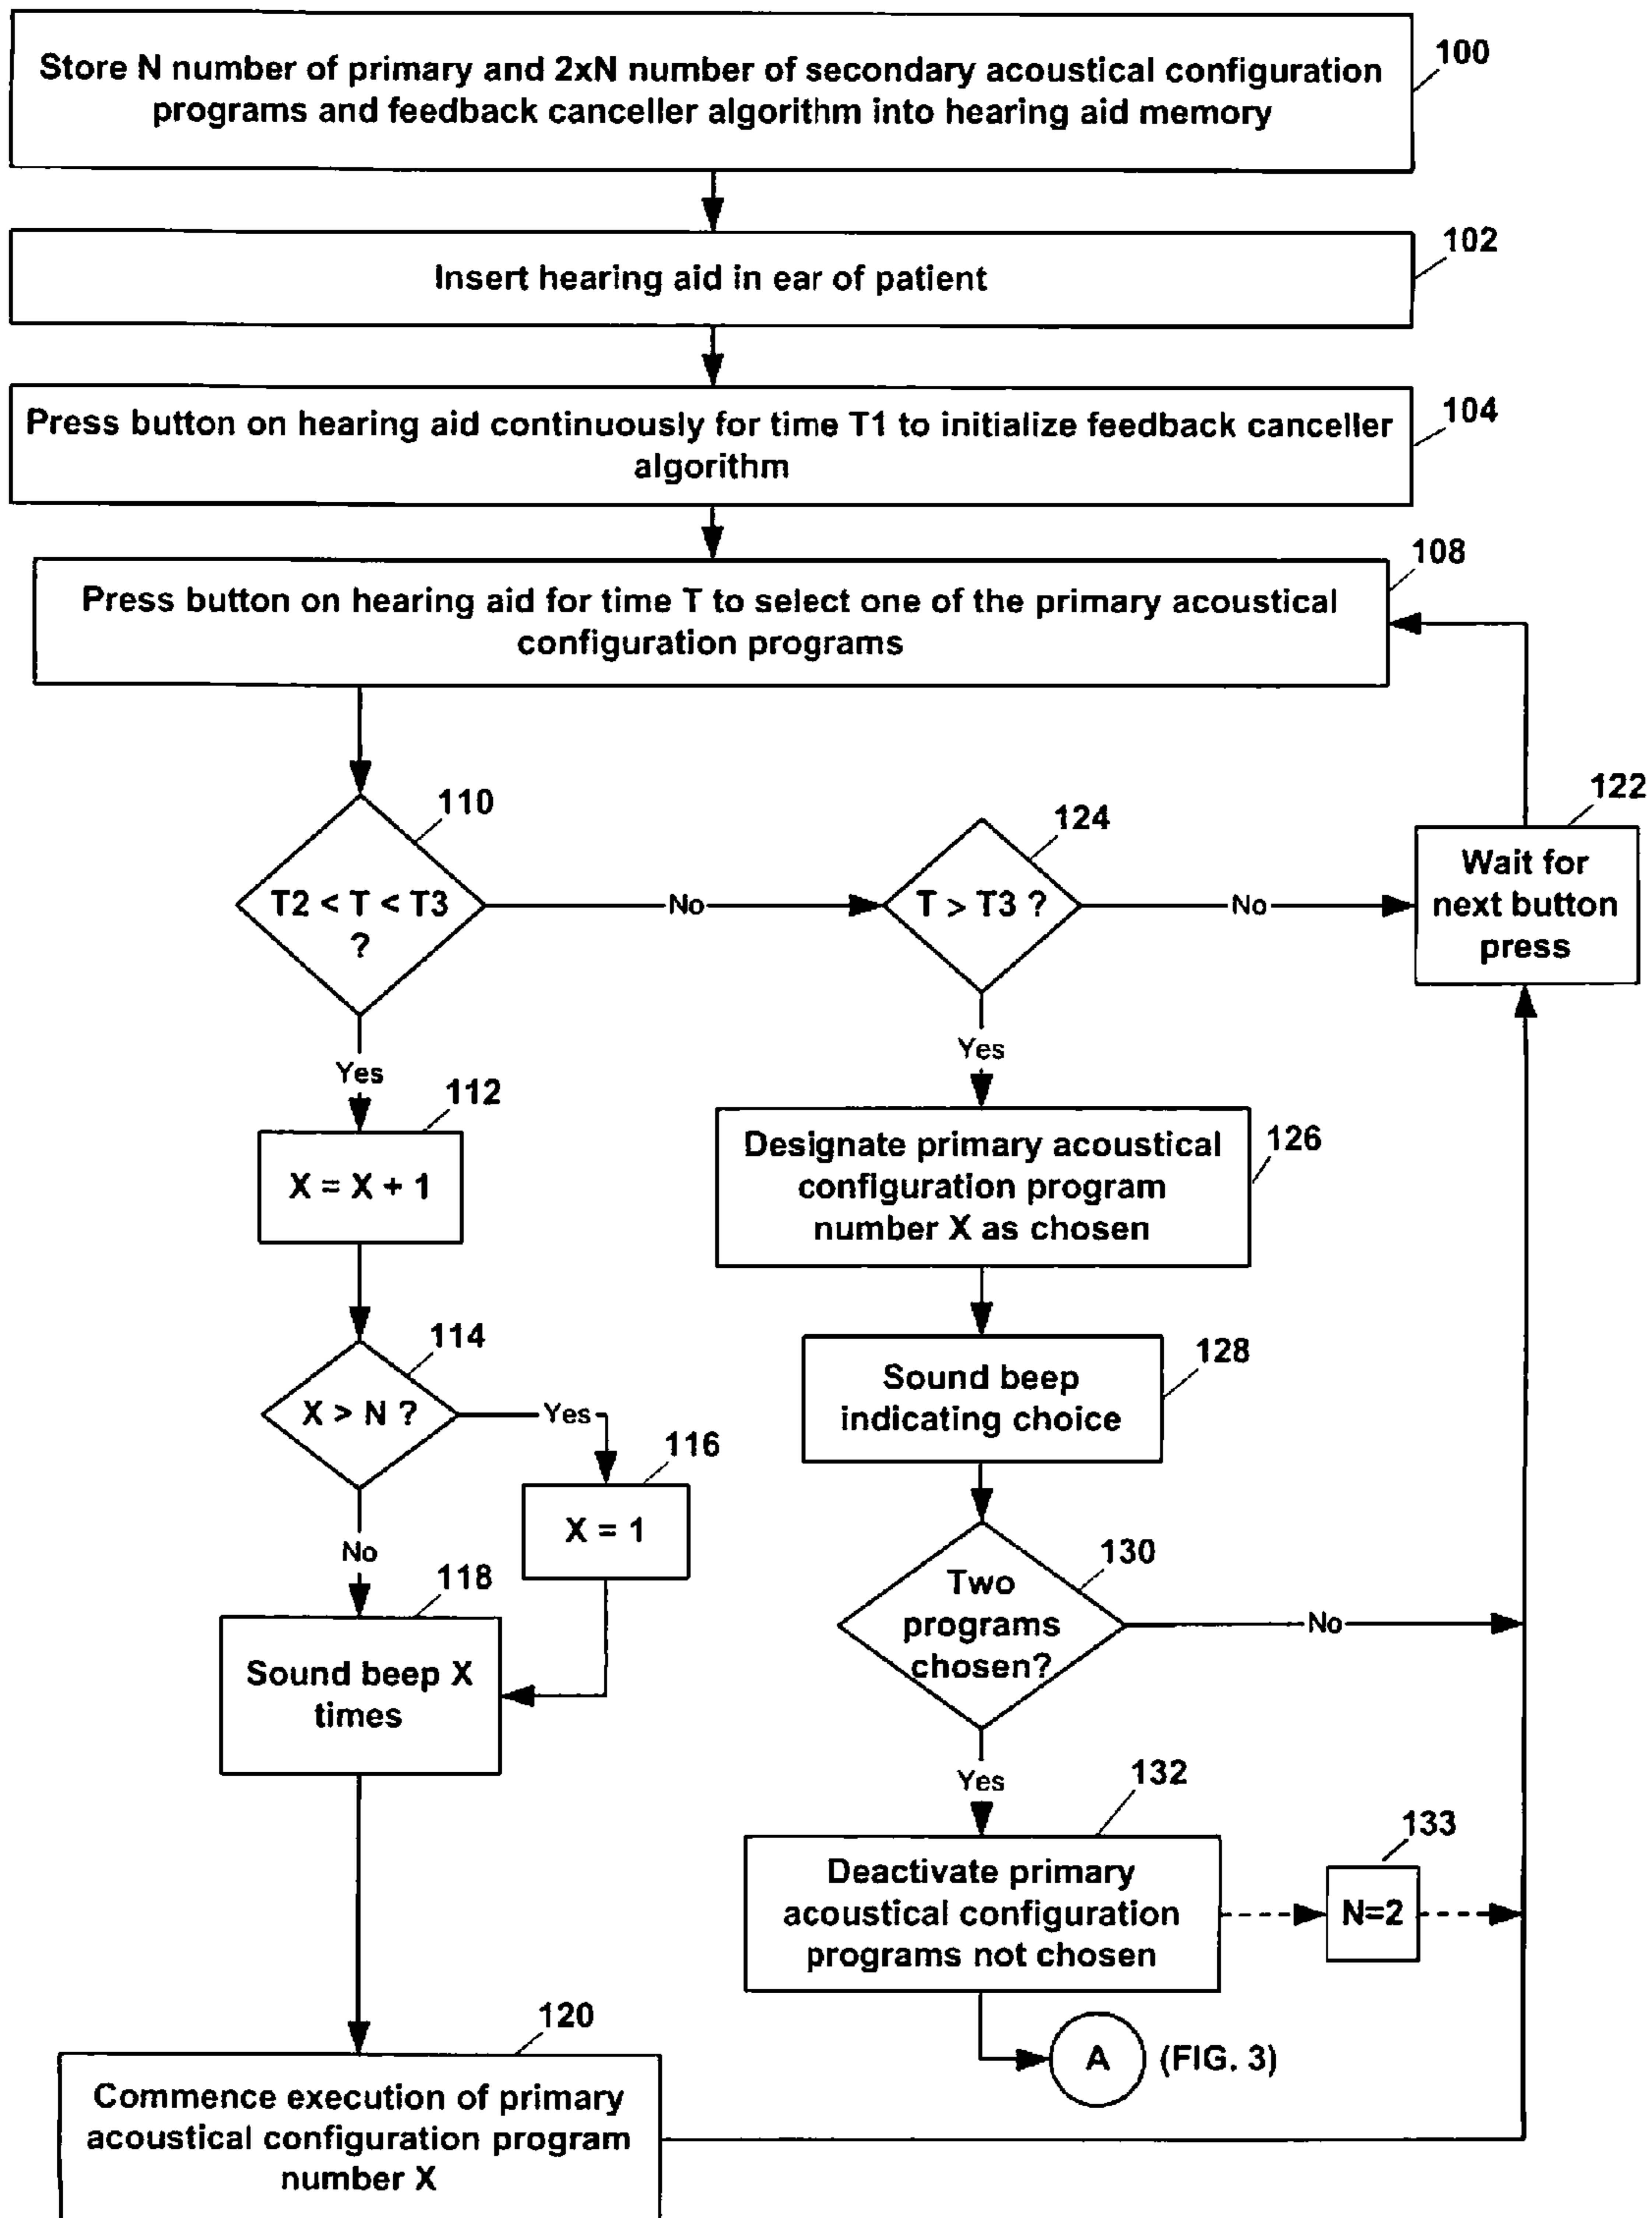 Store N number of primary and 2xN number of secondary acoustical configuration
programs and feedback canceller algorithm into hearing aid memory
100
Insert hearing aid in ear of patient
102
Press button on hearing aid continuously for time T1 to initialize feedback canceller
algorithm
104
Press button on hearing aid for time T to select one of the primary acoustical
configuration programs
108
110
T2 < T < T3
?
No
124
T > T3 ?
No
122
Wait for
next button
press
Yes
112
X = X + 1
114
X > N ?
Yes
116
X = 1
No
118
Sound beep X
times
120
Commence execution of primary
acoustical configuration program
number X
Yes
126
Designate primary acoustical
configuration program
number X as chosen
128
Sound beep
indicating choice
130
Two
programs
chosen?
No
Yes
132
Deactivate primary
acoustical configuration
programs not chosen
133
N=2
A
(FIG. 3)